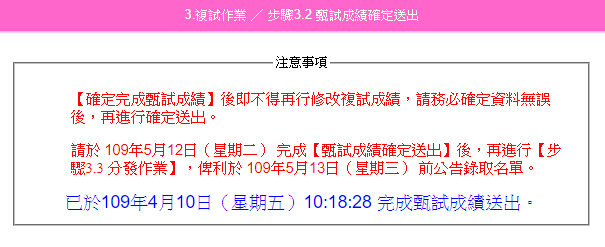 3.複試作業 ／ 步驟3.2 甄試成績確定送出
注意事項
【確定完成甄試成績】後即不得再行修改複試成績，請務必確定資料無誤
後，再進行確定送出。
請於 109年5月12日（星期二） 完成【甄試成績確定送出】後，再進行【步
驟3.3 分發作業】，俾利於 109年5月13日（星期三） 前公告錄取名單。
已於109年4月10日（星期五）10:18:28 完成甄試成績送出。